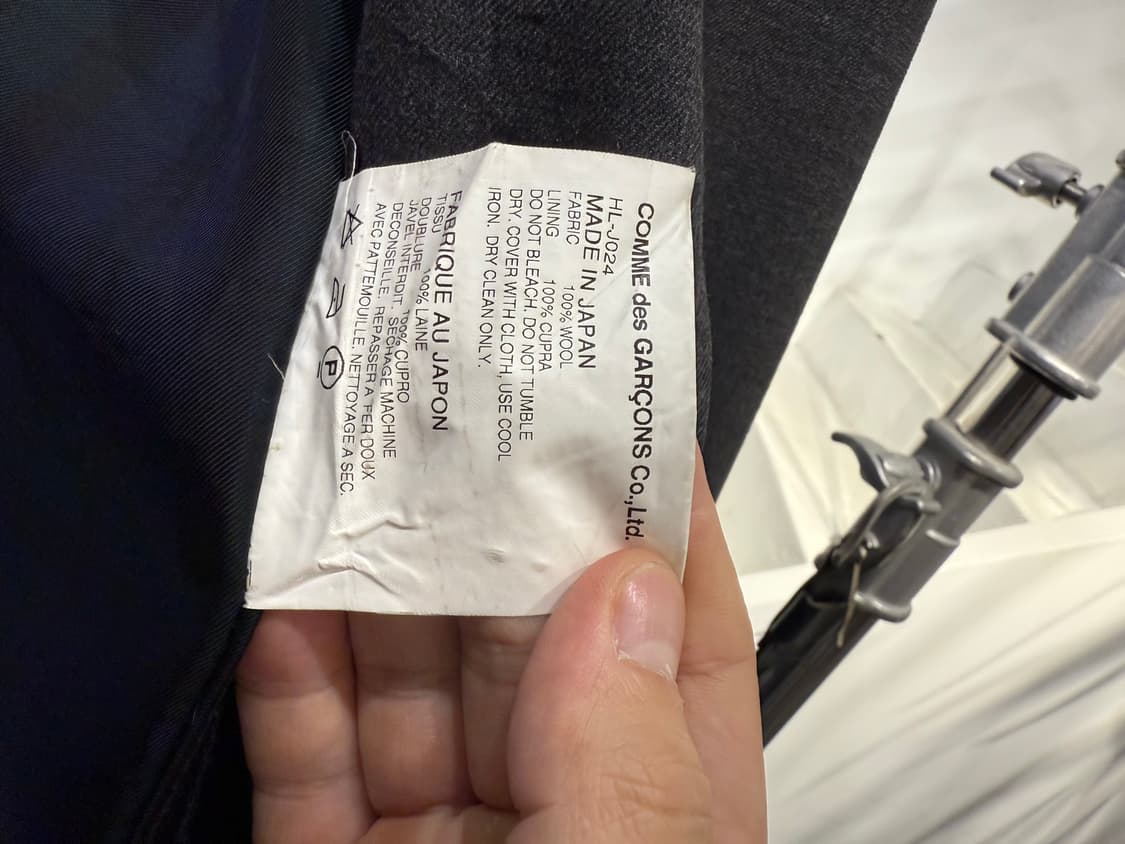 COMME des GARÇONS Co.,Ltd.
HL-J024
MADE IN JAPAN
FABRIC 100% WOOL
LINING 100% CUPRA
DO NOT BLEACH. DO NOT TUMBLE
DRY. COVER WITH CLOTH, USE COOL
IRON. DRY CLEAN ONLY.
FABRIQUE AU JAPON
TISSU 100% LAINE
DOUBLURE 100% CUPRO
JAVEL INTERDIT. SECHAGE MACHINE
DECONSEILLE. REPASSER A FER DOUX
AVEC PATTEMOUILLE. NETTOYAGE A SEC.
P